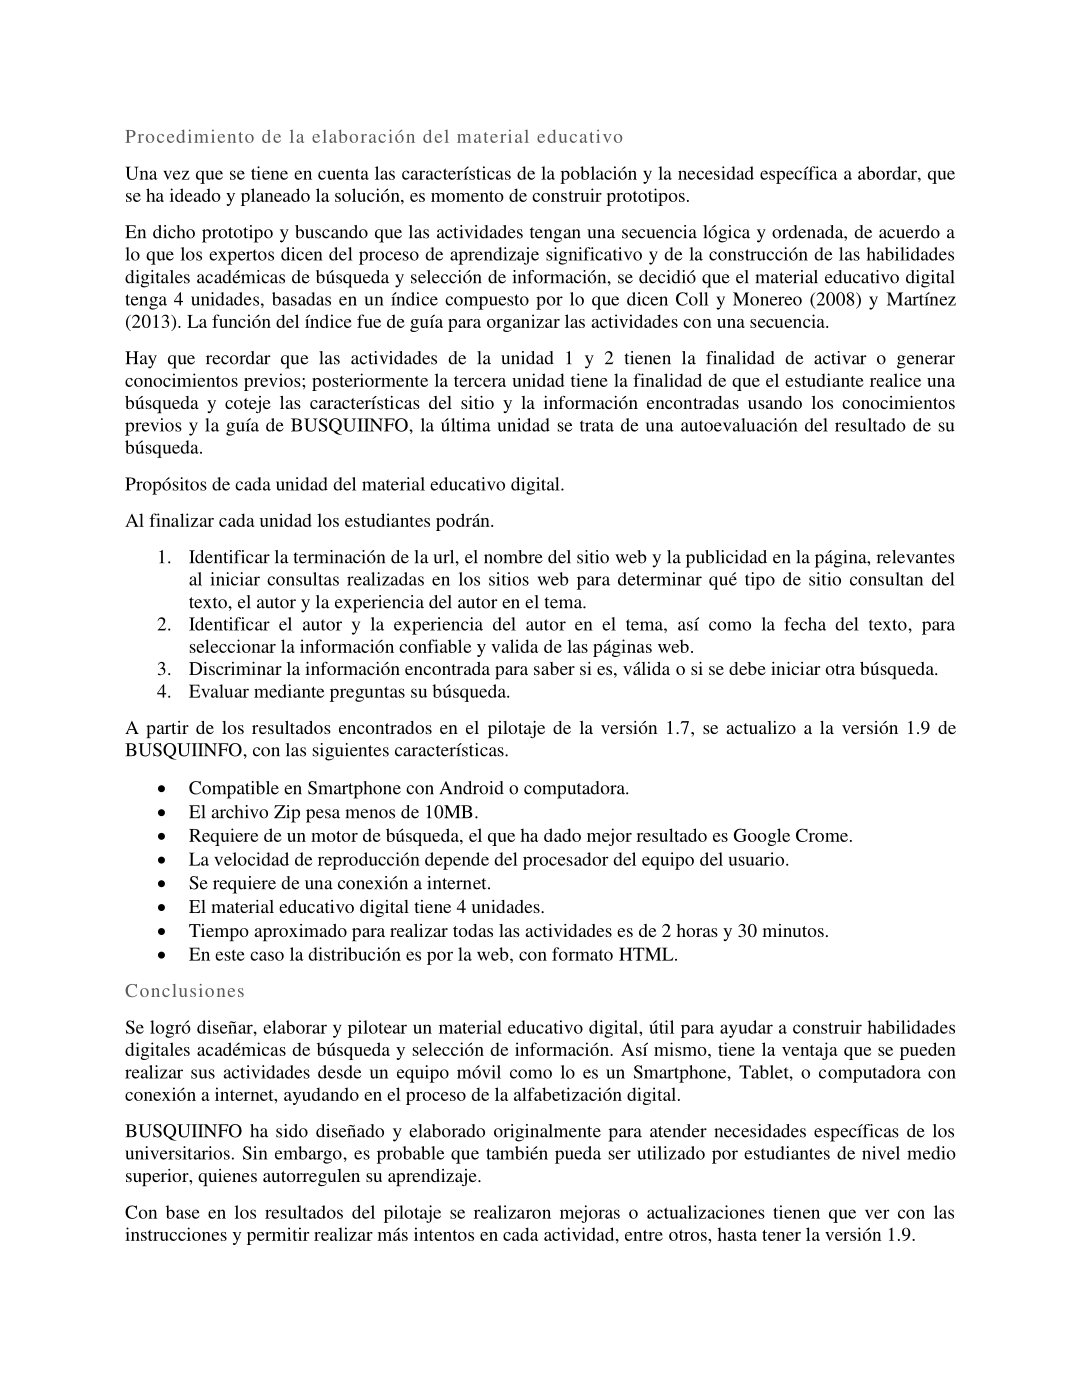 Procedimiento de la elaboración del material educativo
Una vez que se tiene en cuenta las características de la población y la necesidad específica a abordar, que
se ha ideado y planeado la solución, es momento de construir prototipos.
En dicho prototipo y buscando que las actividades tengan una secuencia lógica y ordenada, de acuerdo a
lo que los expertos dicen del proceso de aprendizaje significativo y de la construcción de las habilidades
digitales académicas de búsqueda y selección de información, se decidió que el material educativo digital
tenga 4 unidades, basadas en un índice compuesto por lo que dicen Coll y Monereo (2008) y Martínez
(2013). La función del índice fue de guía para organizar las actividades con una secuencia.
Hay que recordar que las actividades de la unidad 1 y 2 tienen la finalidad de activar o generar
conocimientos previos; posteriormente la tercera unidad tiene la finalidad de que el estudiante realice una
búsqueda y coteje las características del sitio y la información encontradas usando los conocimientos
previos y la guía de BUSQUIINFO, la última unidad se trata de una autoevaluación del resultado de su
búsqueda.
Propósitos de cada unidad del material educativo digital.
Al finalizar cada unidad los estudiantes podrán.
1. Identificar la terminación de la url, el nombre del sitio web y la publicidad en la página, relevantes
al iniciar consultas realizadas en los sitios web para determinar qué tipo de sitio consultan del
texto, el autor y la experiencia del autor en el tema.
2. Identificar el autor y la experiencia del autor en el tema, así como la fecha del texto, para
seleccionar la información confiable y valida de las páginas web.
3. Discriminar la información encontrada para saber si es, válida o si se debe iniciar otra búsqueda.
4. Evaluar mediante preguntas su búsqueda.
A partir de los resultados encontrados en el pilotaje de la versión 1.7, se actualizo a la versión 1.9 de
BUSQUIINFO, con las siguientes características.
• Compatible en Smartphone con Android o computadora.
• El archivo Zip pesa menos de 10MB.
• Requiere de un motor de búsqueda, el que ha dado mejor resultado es Google Crome.
• La velocidad de reproducción depende del procesador del equipo del usuario.
• Se requiere de una conexión a internet.
• El material educativo digital tiene 4 unidades.
• Tiempo aproximado para realizar todas las actividades es de 2 horas y 30 minutos.
• En este caso la distribución es por la web, con formato HTML.
Conclusiones
Se logró diseñar, elaborar y pilotear un material educativo digital, útil para ayudar a construir habilidades
digitales académicas de búsqueda y selección de información. Así mismo, tiene la ventaja que se pueden
realizar sus actividades desde un equipo móvil como lo es un Smartphone, Tablet, o computadora con
conexión a internet, ayudando en el proceso de la alfabetización digital.
BUSQUIINFO ha sido diseñado y elaborado originalmente para atender necesidades específicas de los
universitarios. Sin embargo, es probable que también pueda ser utilizado por estudiantes de nivel medio
superior, quienes autorregulen su aprendizaje.
Con base en los resultados del pilotaje se realizaron mejoras o actualizaciones tienen que ver con las
instrucciones y permitir realizar más intentos en cada actividad, entre otros, hasta tener la versión 1.9.